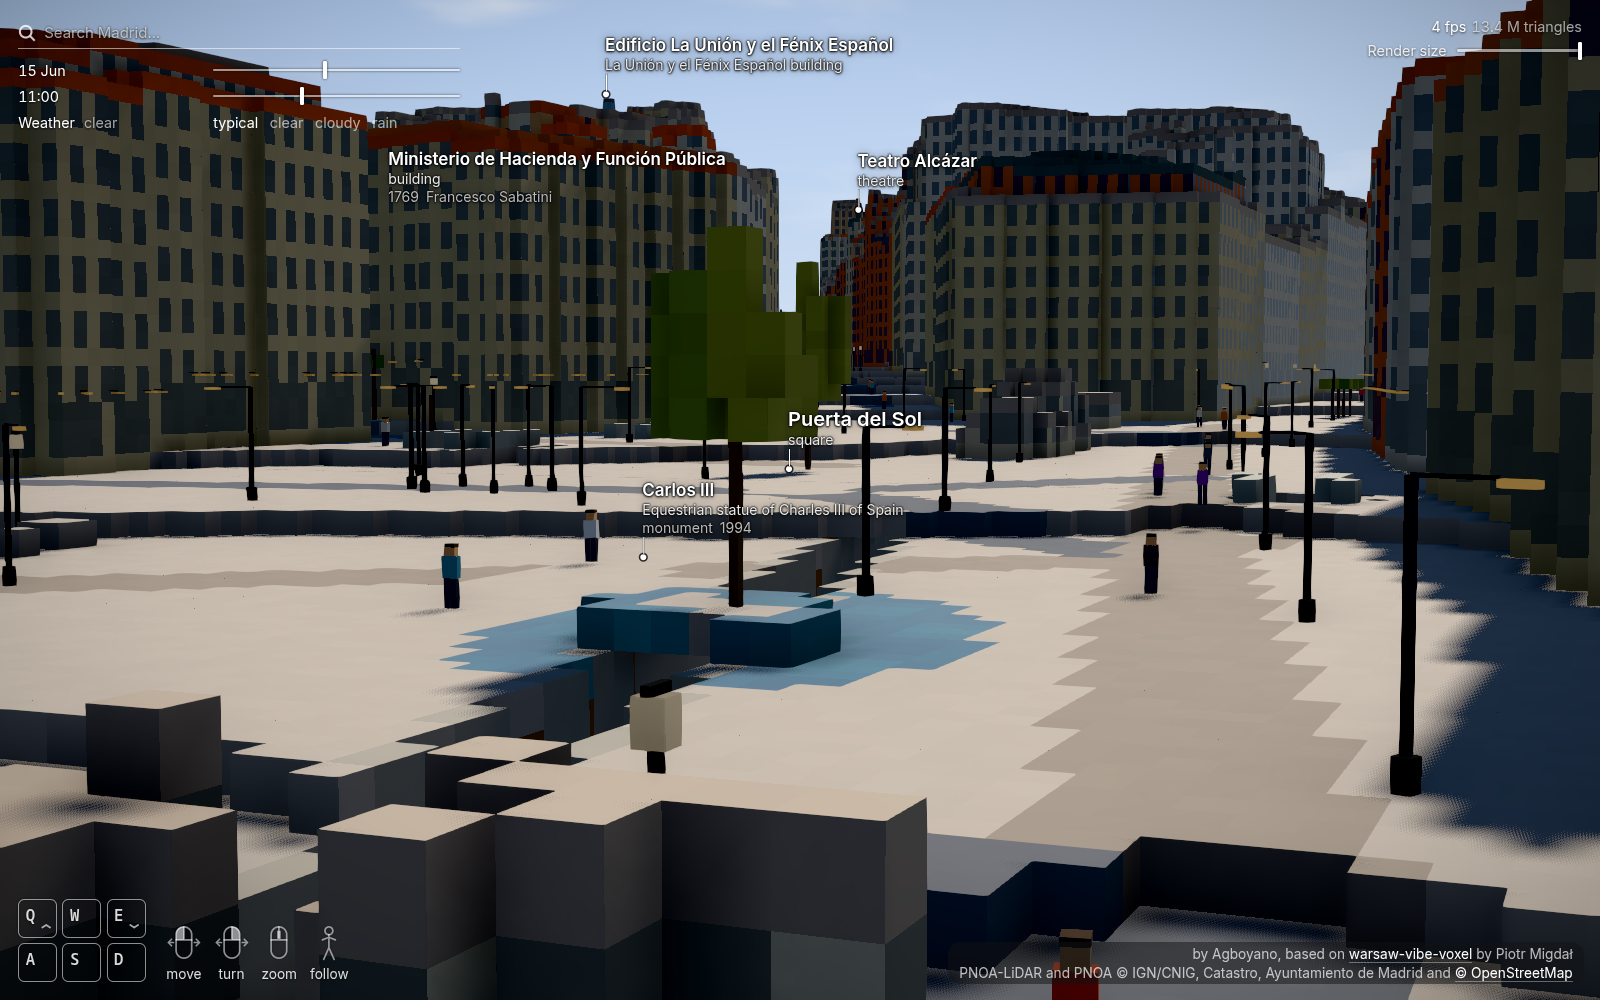 Search Madrid...
15 Jun
11:00
Weather clear
typical clear cloudy rain
4 fps 13.4 M triangles
Render size
Edificio La Unión y el Fénix Español
La Unión y el Fénix Español building
Ministerio de Hacienda y Función Pública
building
1769 Francesco Sabatini
Teatro Alcázar
theatre
Puerta del Sol
square
Carlos III
Equestrian statue of Charles III of Spain
monument 1994
Q W E
A S D
move turn zoom follow
by Agboyano, based on warsaw-vibe-voxel by Piotr Migdał
PNOA-LiDAR and PNOA © IGN/CNIG, Catastro, Ayuntamiento de Madrid and © OpenStreetMap